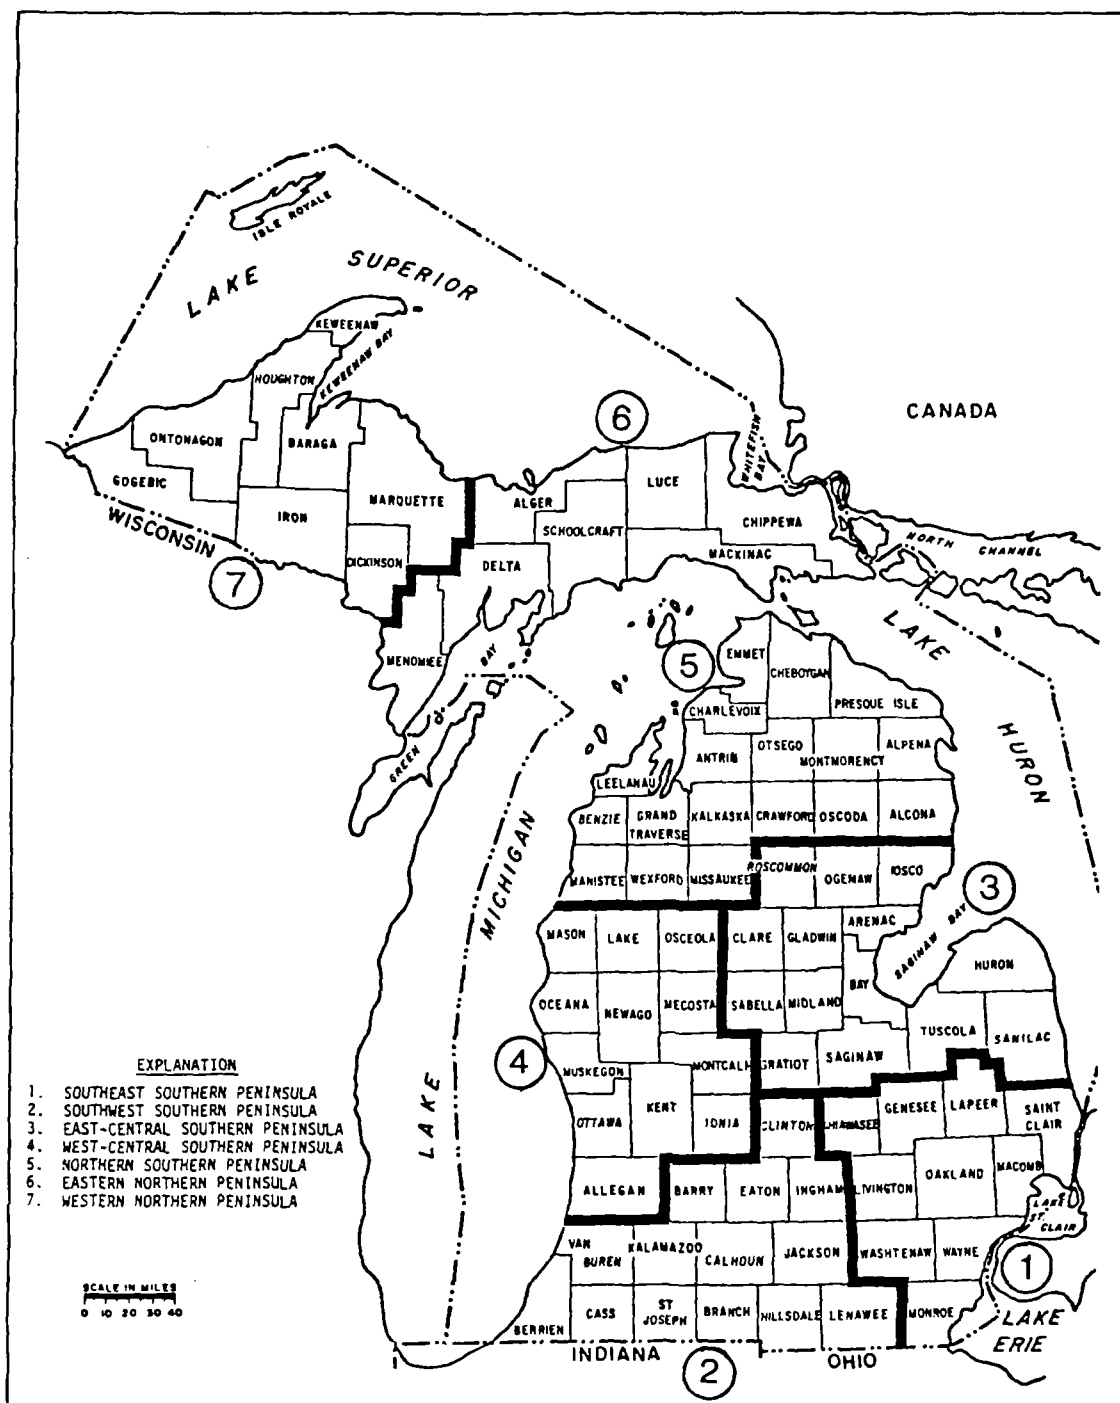 ISLE ROYALE
LAKE SUPERIOR
KEWEENAW
KEWEENAW BAY
HOUGHTON
ONTONAGON
BARAGA
GOGEBIC
MARQUETTE
IRON
DICKINSON
WISCONSIN
7
6
CANADA
WHITEFISH BAY
ALGER
LUCE
SCHOOLCRAFT
CHIPPEWA
MACKINAC
DELTA
MENOMIEE
NORTH CHANNEL
GREEN BAY
LAKE HURON
5
EMMET
CHEBOYGAN
PRESQUE ISLE
CHARLEVOIX
ANTRIM
OTSEGO
MONTMORENCY
ALPENA
LEELANAU
BENZIE
GRAND TRAVERSE
KALKASKA
CRAWFORD
OSCODA
ALCONA
MANISTEE
WEXFORD
MISSAUKEE
ROSCOMMON
OGEMAW
IOSCO
3
LAKE MICHIGAN
MASON
LAKE
OSCEOLA
CLARE
GLADWIN
ARENAC
SAGINAW BAY
HURON
OCEANA
NEWAGO
MECOSTA
SABELLA
MIDLAND
BAY
TUSCOLA
SANILAC
4
MUSKEGON
MONTCALM
GRATIOT
SAGINAW
OTTAWA
KENT
IONIA
CLINTON
SHIAWASEE
GENESEE
LAPEER
SAINT CLAIR
ALLEGAN
BARRY
EATON
INGHAM
LIVINGTON
OAKLAND
MACOMB
LAKE ST. CLAIR
VAN BUREN
KALAMAZOO
CALHOUN
JACKSON
WASHTENAW
WAYNE
1
BERRIEN
CASS
ST JOSEPH
BRANCH
HILLSDALE
LENAWEE
MONROE
LAKE ERIE
INDIANA
2
OHIO
EXPLANATION
1. SOUTHEAST SOUTHERN PENINSULA
2. SOUTHWEST SOUTHERN PENINSULA
3. EAST-CENTRAL SOUTHERN PENINSULA
4. WEST-CENTRAL SOUTHERN PENINSULA
5. NORTHERN SOUTHERN PENINSULA
6. EASTERN NORTHERN PENINSULA
7. WESTERN NORTHERN PENINSULA
SCALE IN MILES
0 10 20 30 40